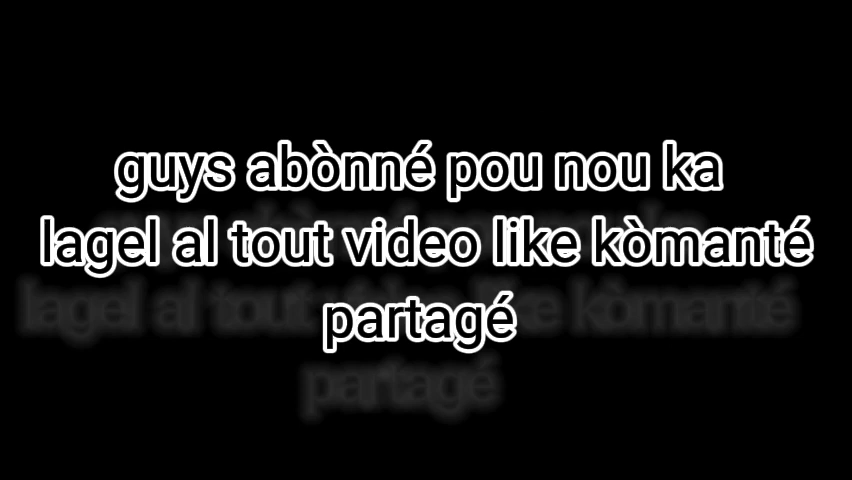 guys abònné pou nou ka
lagel al tout video like kòmanté
partagé